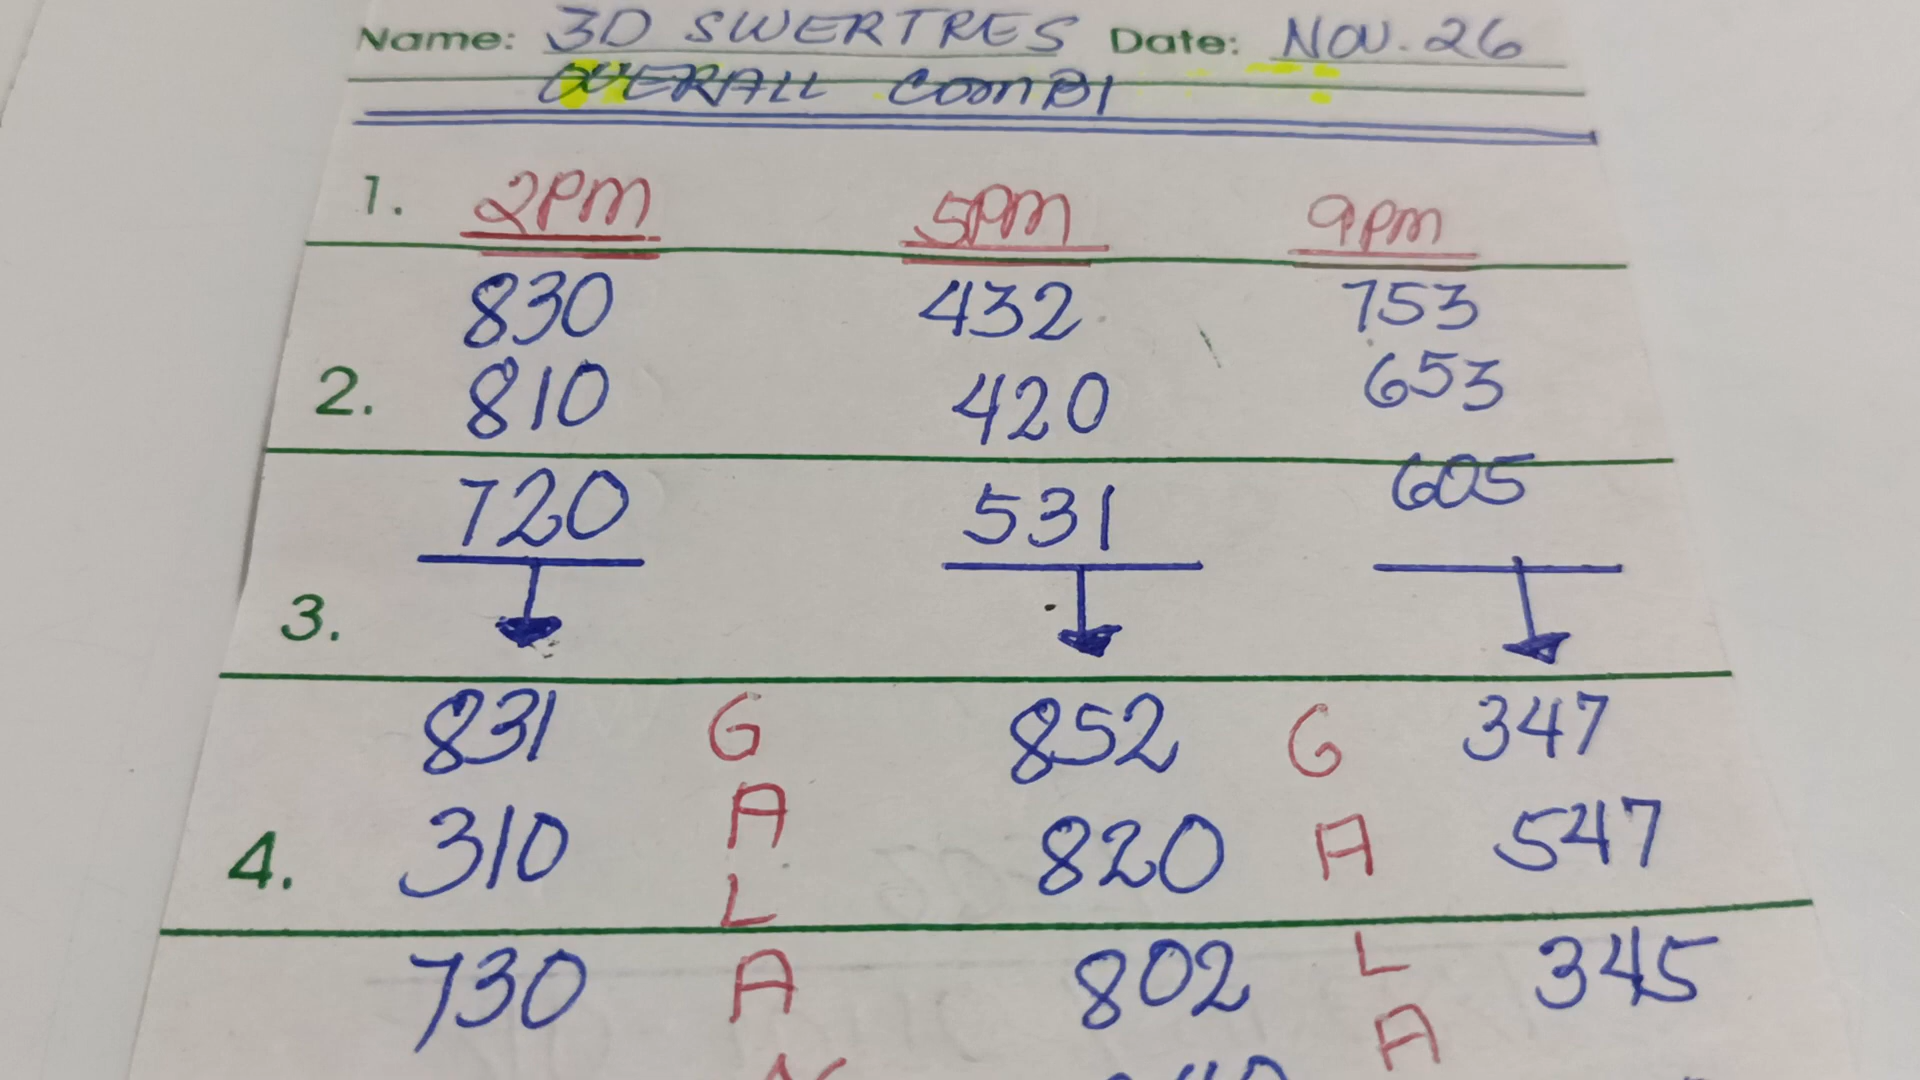 Name: 3D SWERTRES Date: NOV. 26
OVERALL COMBI
1. 2PM 5PM 9PM
830 432 753
2. 810 420 653
720 531 605
3.
831 G 852 G 347
4. 310 A 820 A 547
L
730 A 802 L 345
A